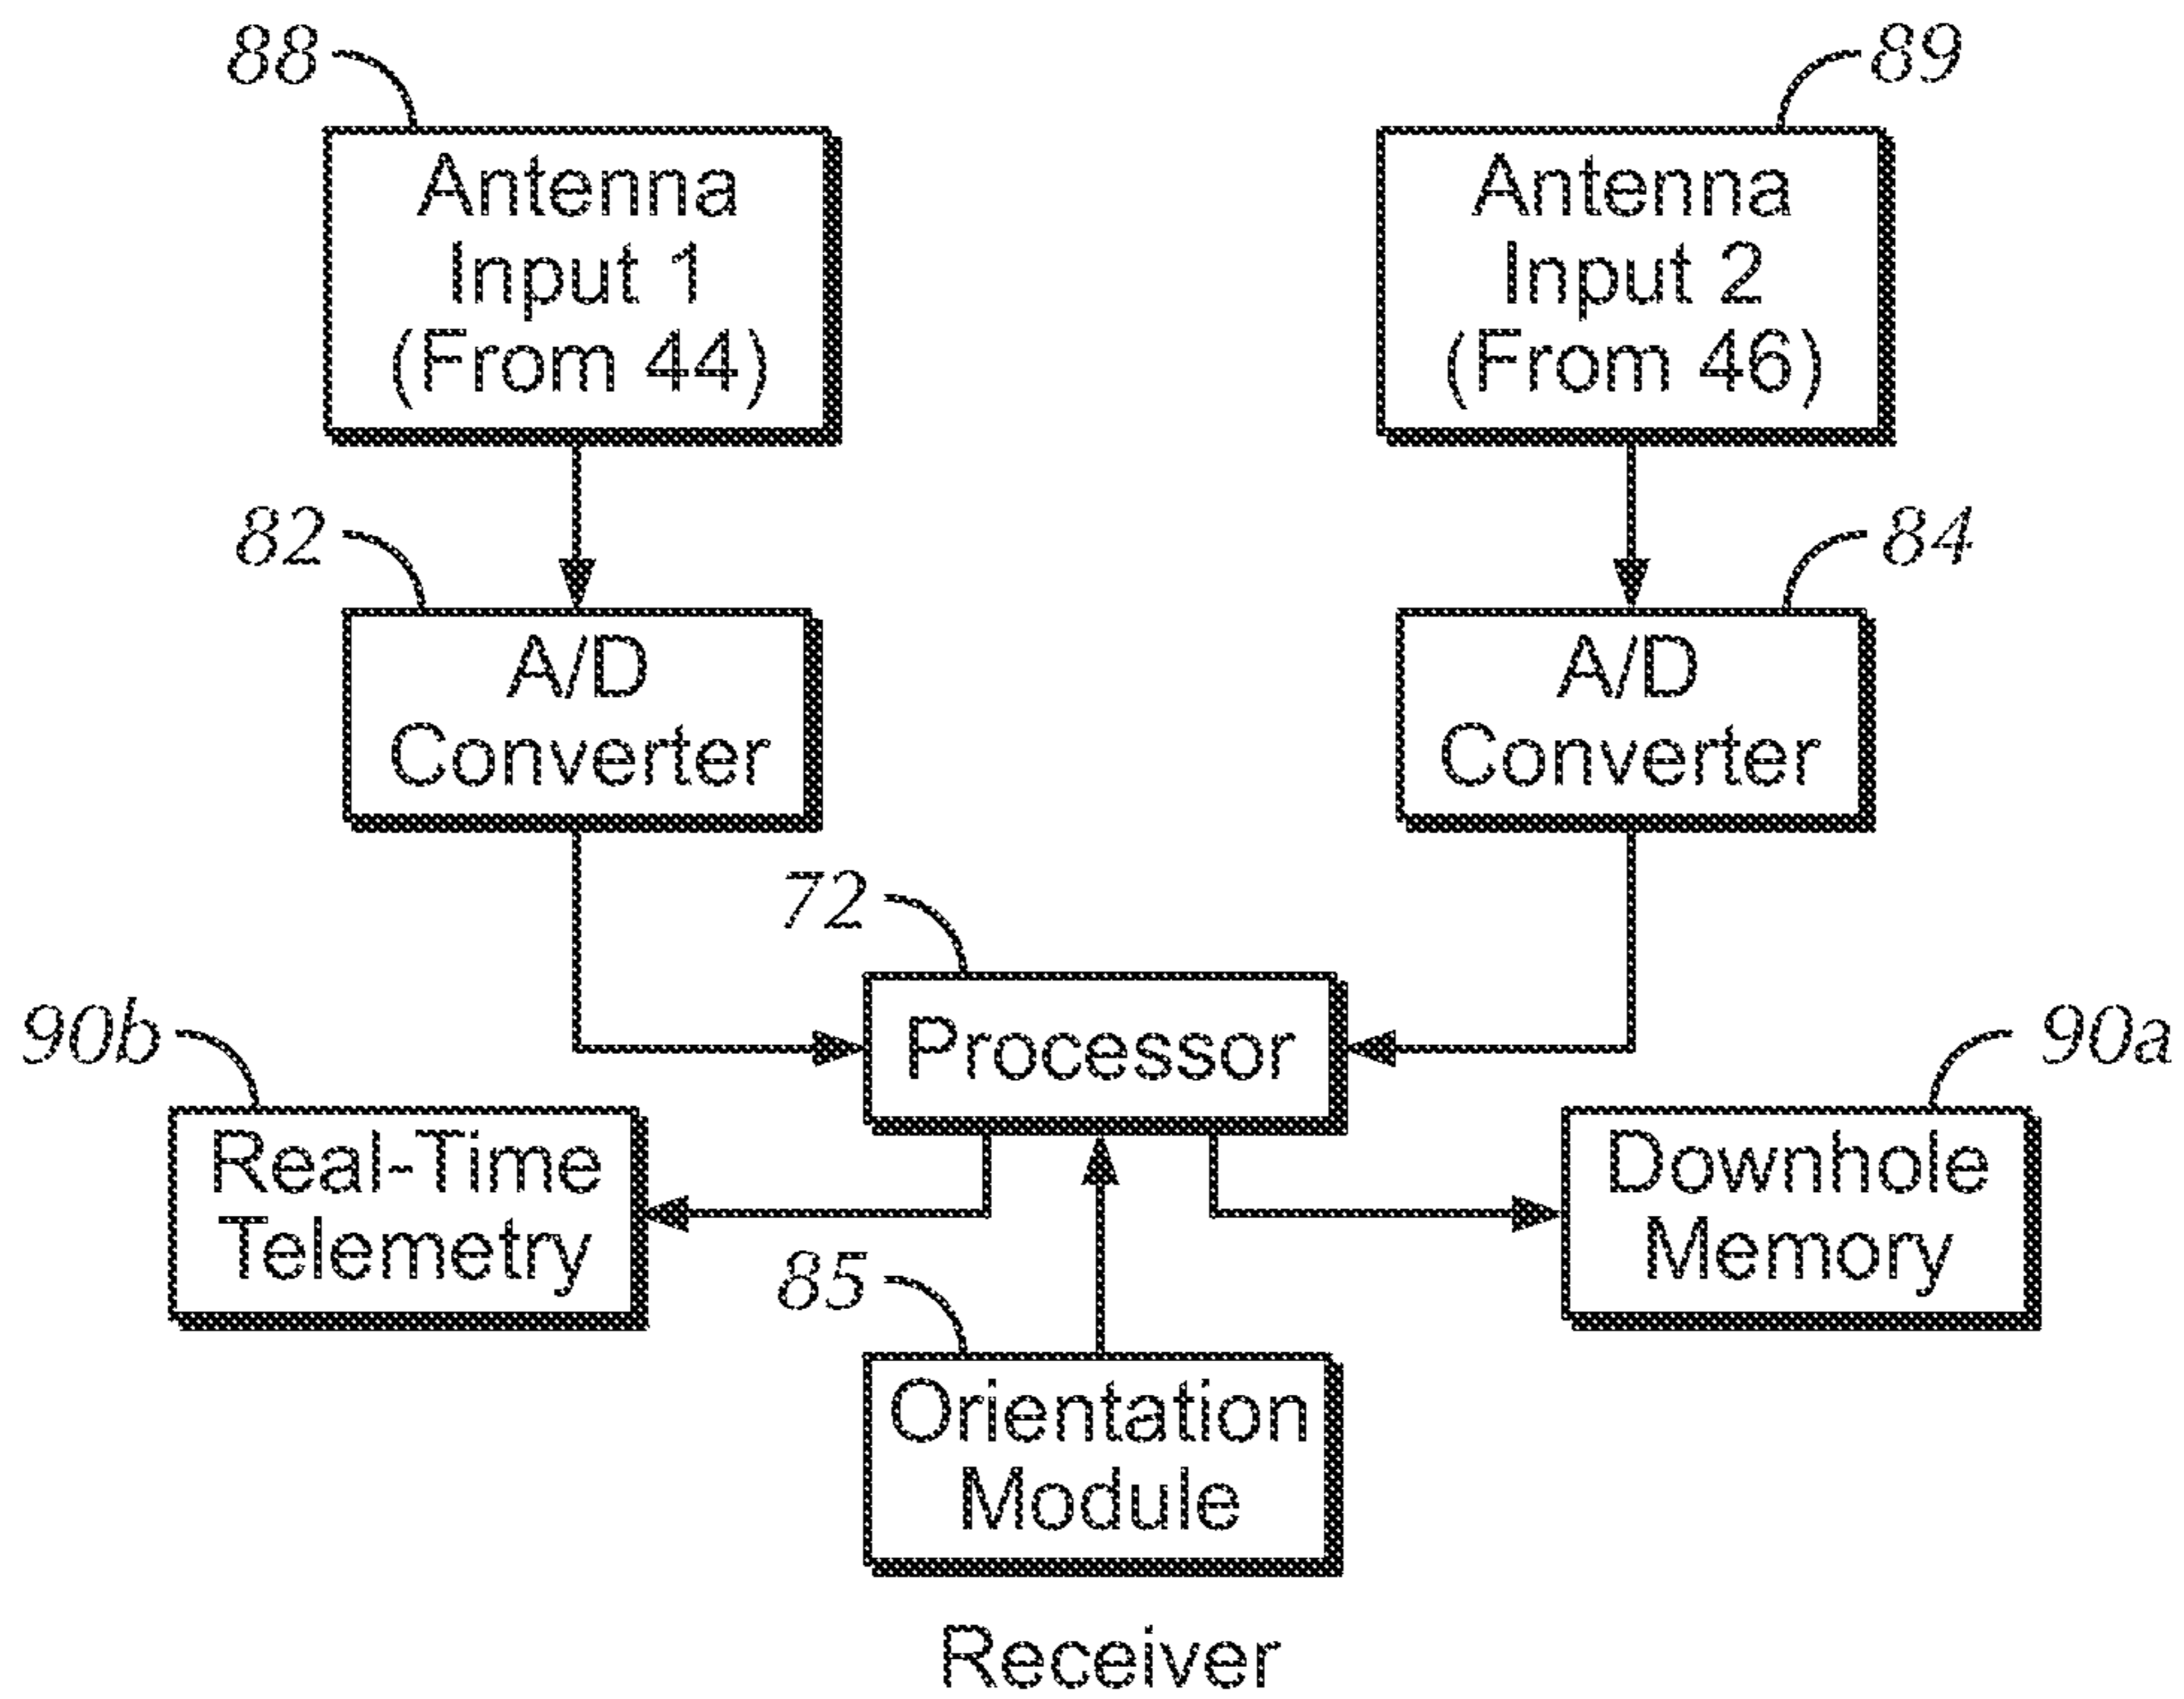 88
89
Antenna
Input 1
(From 44)
Antenna
Input 2
(From 46)
82
84
A/D
Converter
A/D
Converter
72
Processor
90b
90a
Real-Time
Telemetry
Downhole
Memory
85
Orientation
Module
Receiver